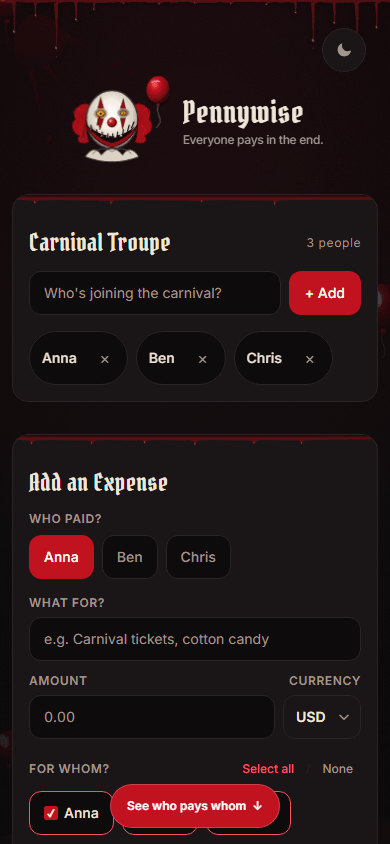 Pennywise
Everyone pays in the end.
Carnival Troupe
3 people
Who's joining the carnival?
+ Add
Anna ×
Ben ×
Chris ×
Add an Expense
WHO PAID?
Anna
Ben
Chris
WHAT FOR?
e.g. Carnival tickets, cotton candy
AMOUNT
CURRENCY
0.00
USD
FOR WHOM?
Select all
None
Anna
See who pays whom ↓